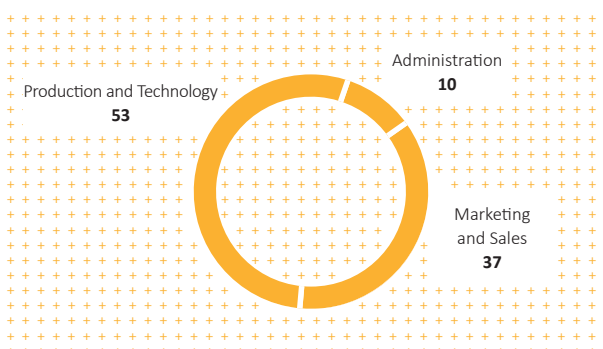 Administration
10
Production and Technology
53
Marketing
and Sales
37